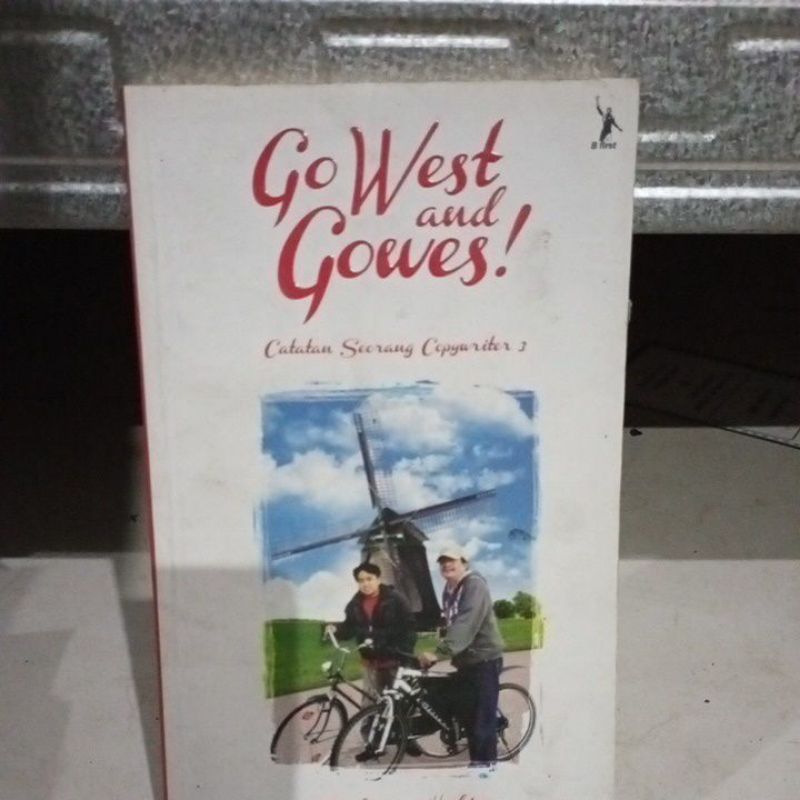 B first
Go West
and
Gowes!
Catatan Seorang Copywriter 3